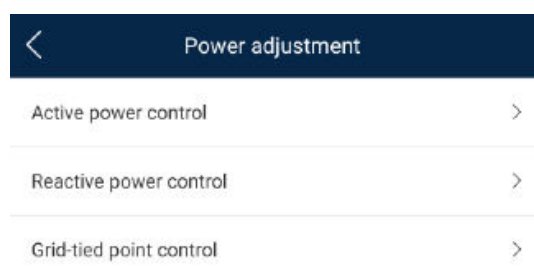 Power adjustment
Active power control
Reactive power control
Grid-tied point control